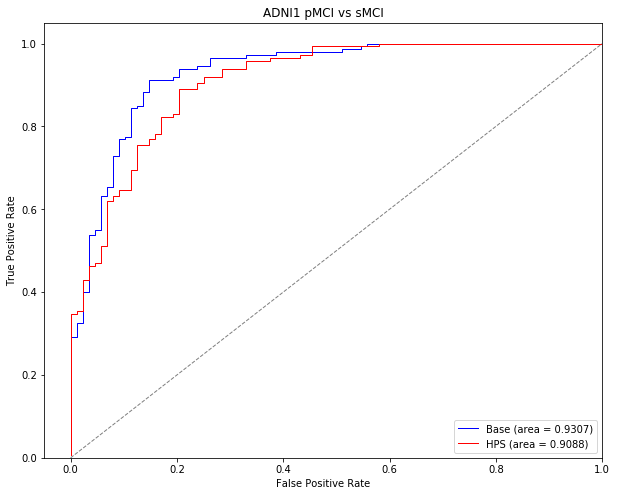 ADNI1 pMCI vs sMCI
True Positive Rate
1.0
0.8
0.6
0.4
0.2
0.0
0.0 0.2 0.4 0.6 0.8 1.0
False Positive Rate
Base (area = 0.9307)
HPS (area = 0.9088)